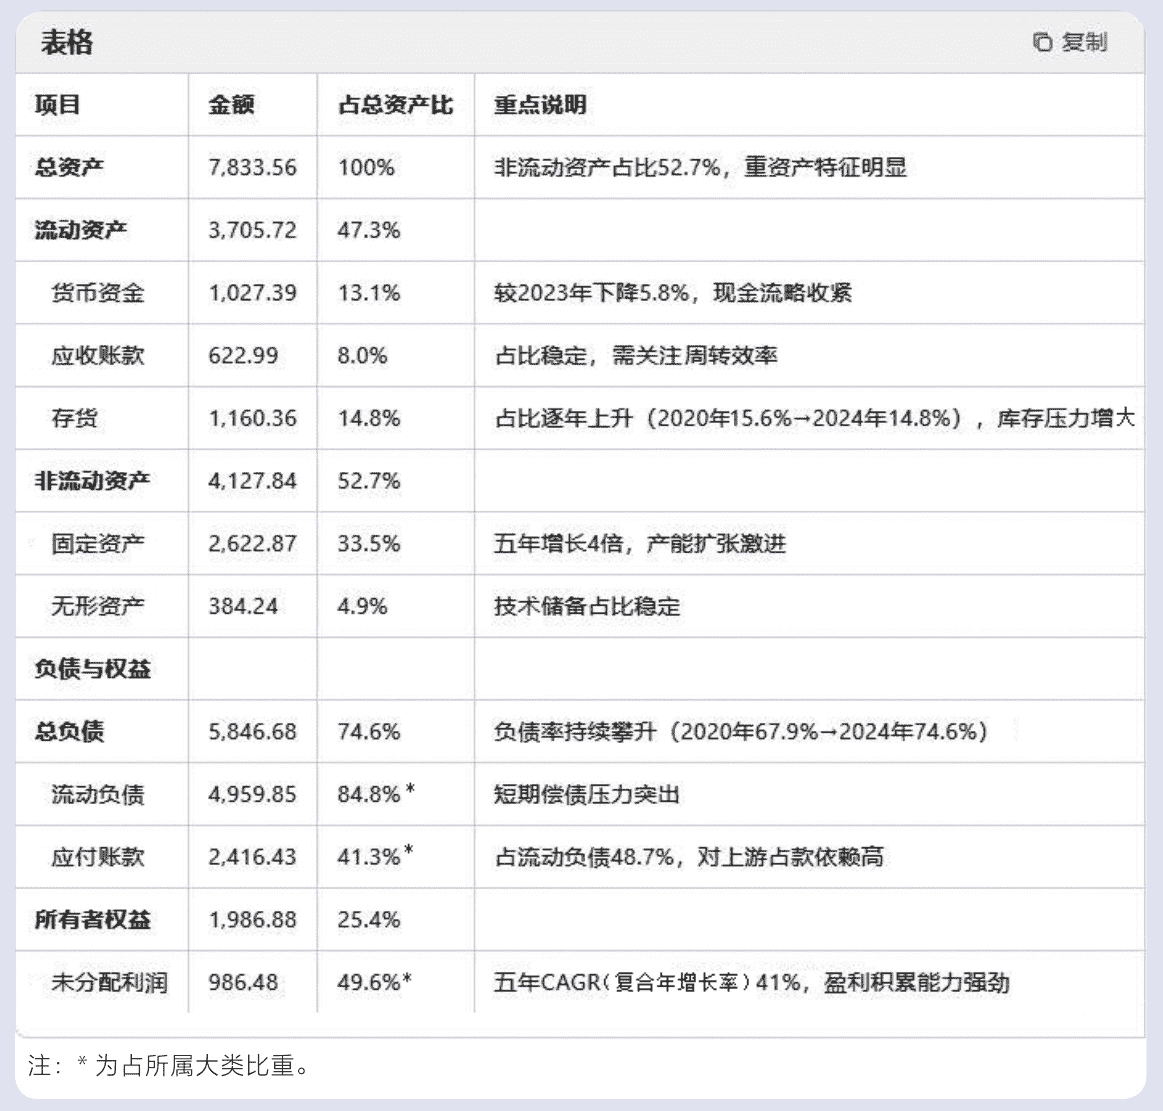 表格
复制
项目 金额 占总资产比 重点说明
总资产 7,833.56 100% 非流动资产占比52.7%，重资产特征明显
流动资产 3,705.72 47.3%
货币资金 1,027.39 13.1% 较2023年下降5.8%，现金流略收紧
应收账款 622.99 8.0% 占比稳定，需关注周转效率
存货 1,160.36 14.8% 占比逐年上升（2020年15.6%→2024年14.8%），库存压力增大
非流动资产 4,127.84 52.7%
固定资产 2,622.87 33.5% 五年增长4倍，产能扩张激进
无形资产 384.24 4.9% 技术储备占比稳定
负债与权益
总负债 5,846.68 74.6% 负债率持续攀升（2020年67.9%→2024年74.6%）
流动负债 4,959.85 84.8%* 短期偿债压力突出
应付账款 2,416.43 41.3%* 占流动负债48.7%，对上游占款依赖高
所有者权益 1,986.88 25.4%
未分配利润 986.48 49.6%* 五年CAGR（复合年增长率）41%，盈利积累能力强劲
注：* 为占所属大类比重。